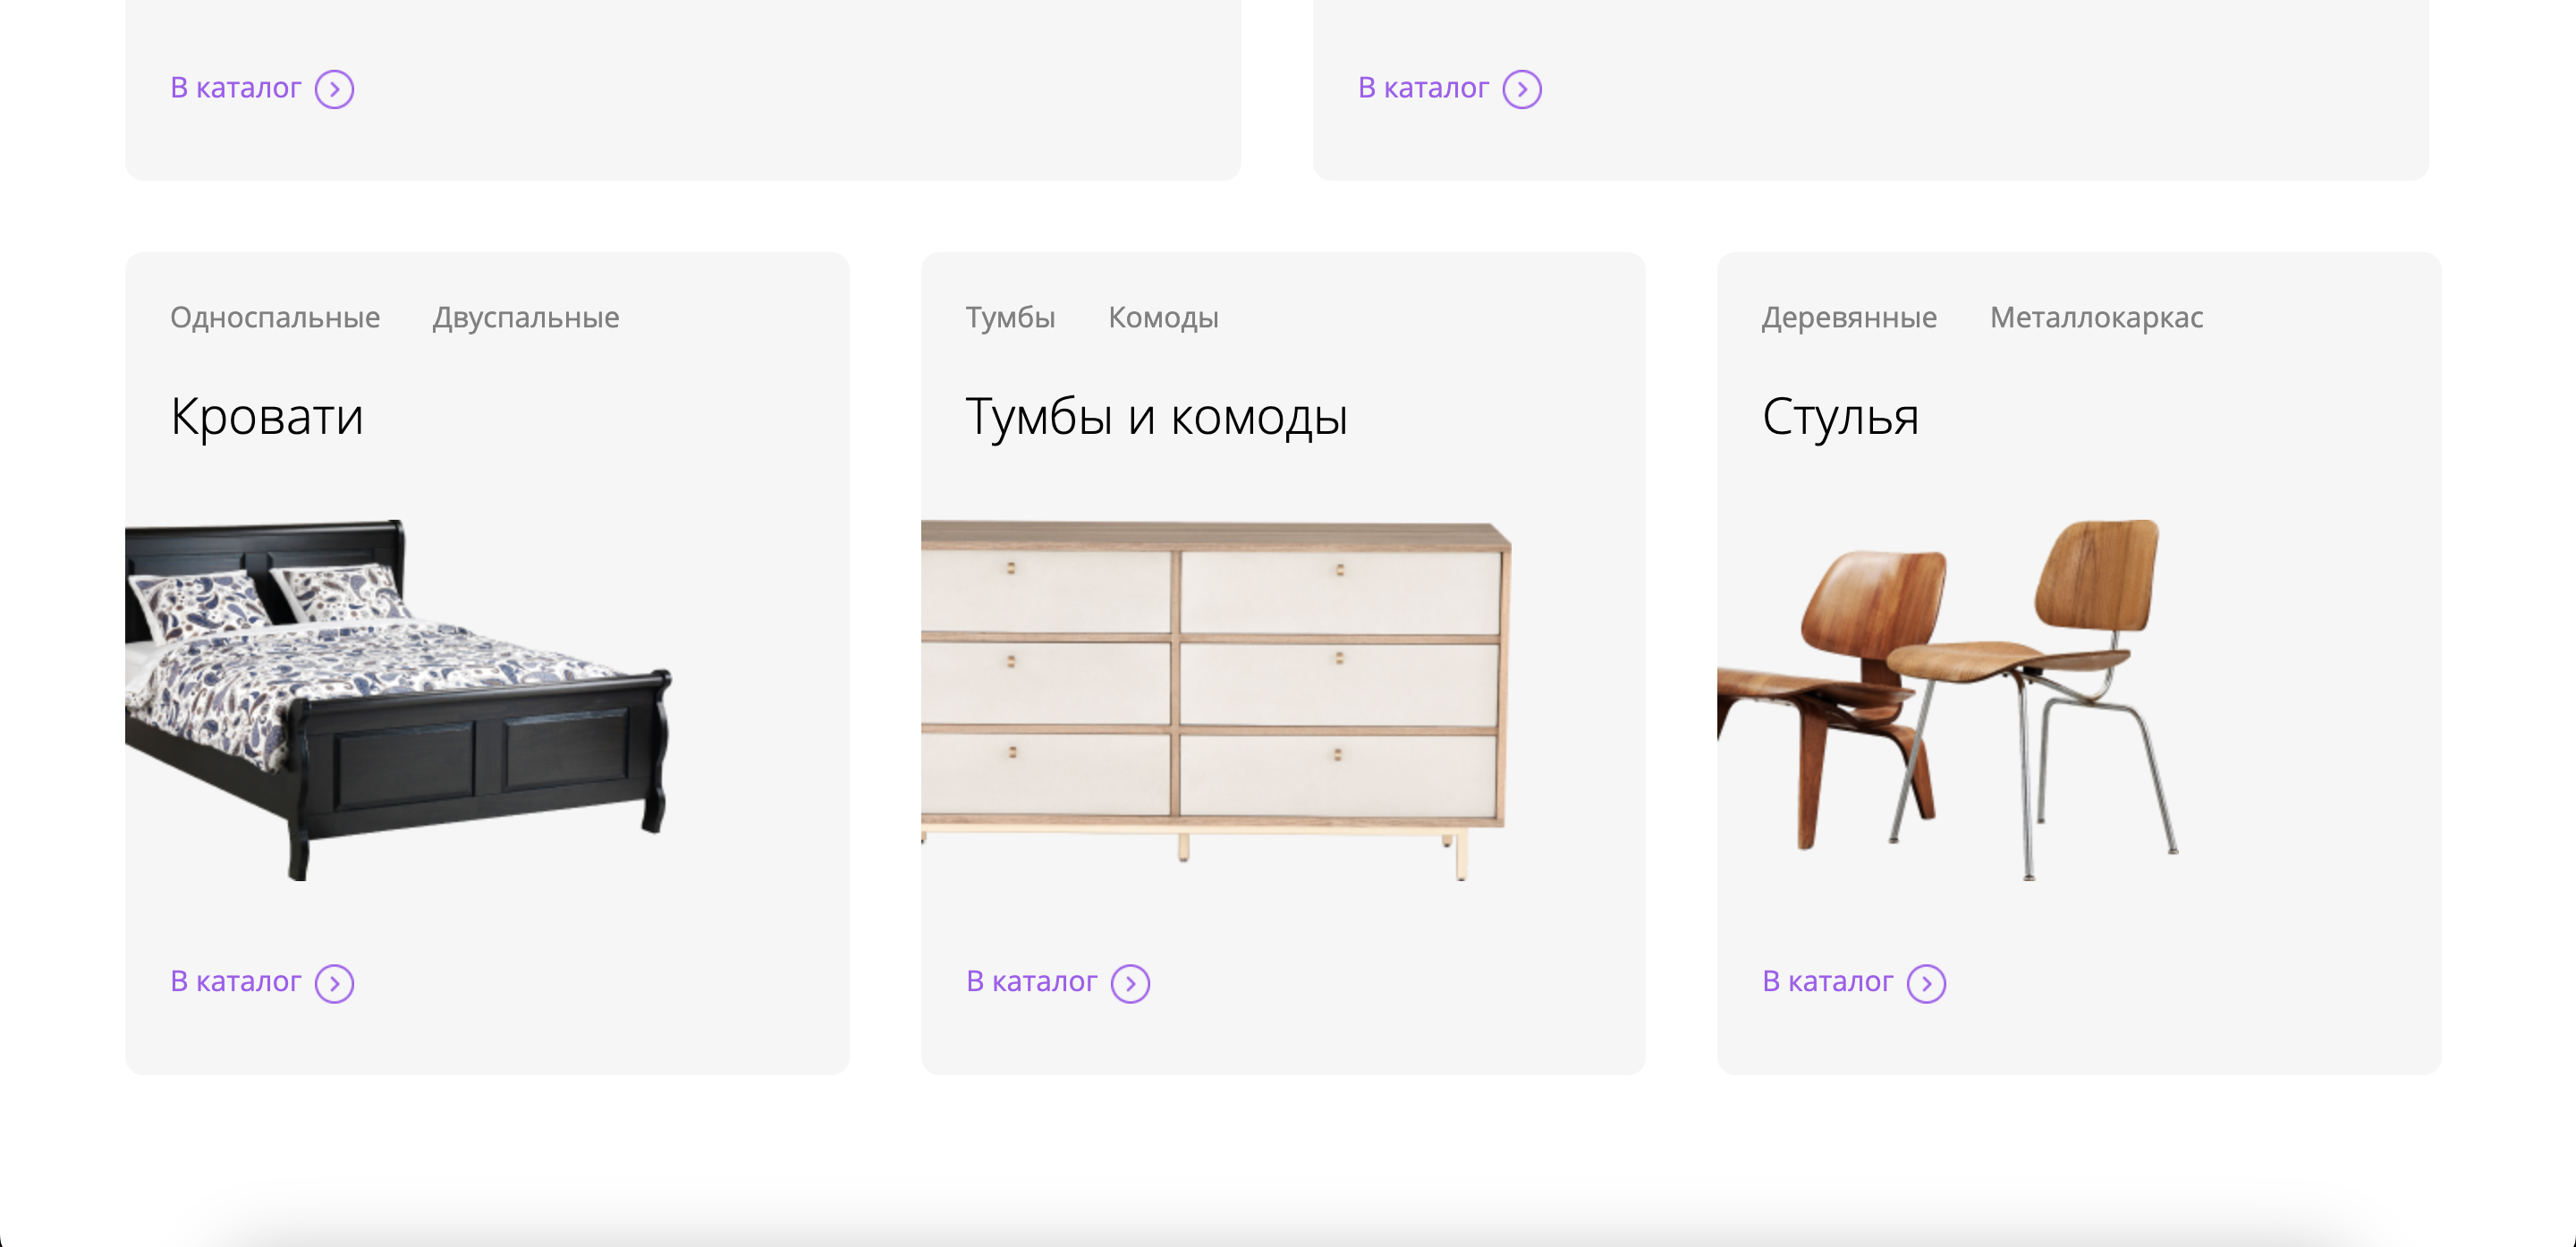 В каталог
В каталог
Односпальные Двуспальные
Кровати
В каталог
Тумбы Комоды
Тумбы и комоды
В каталог
Деревянные Металлокаркас
Стулья
В каталог